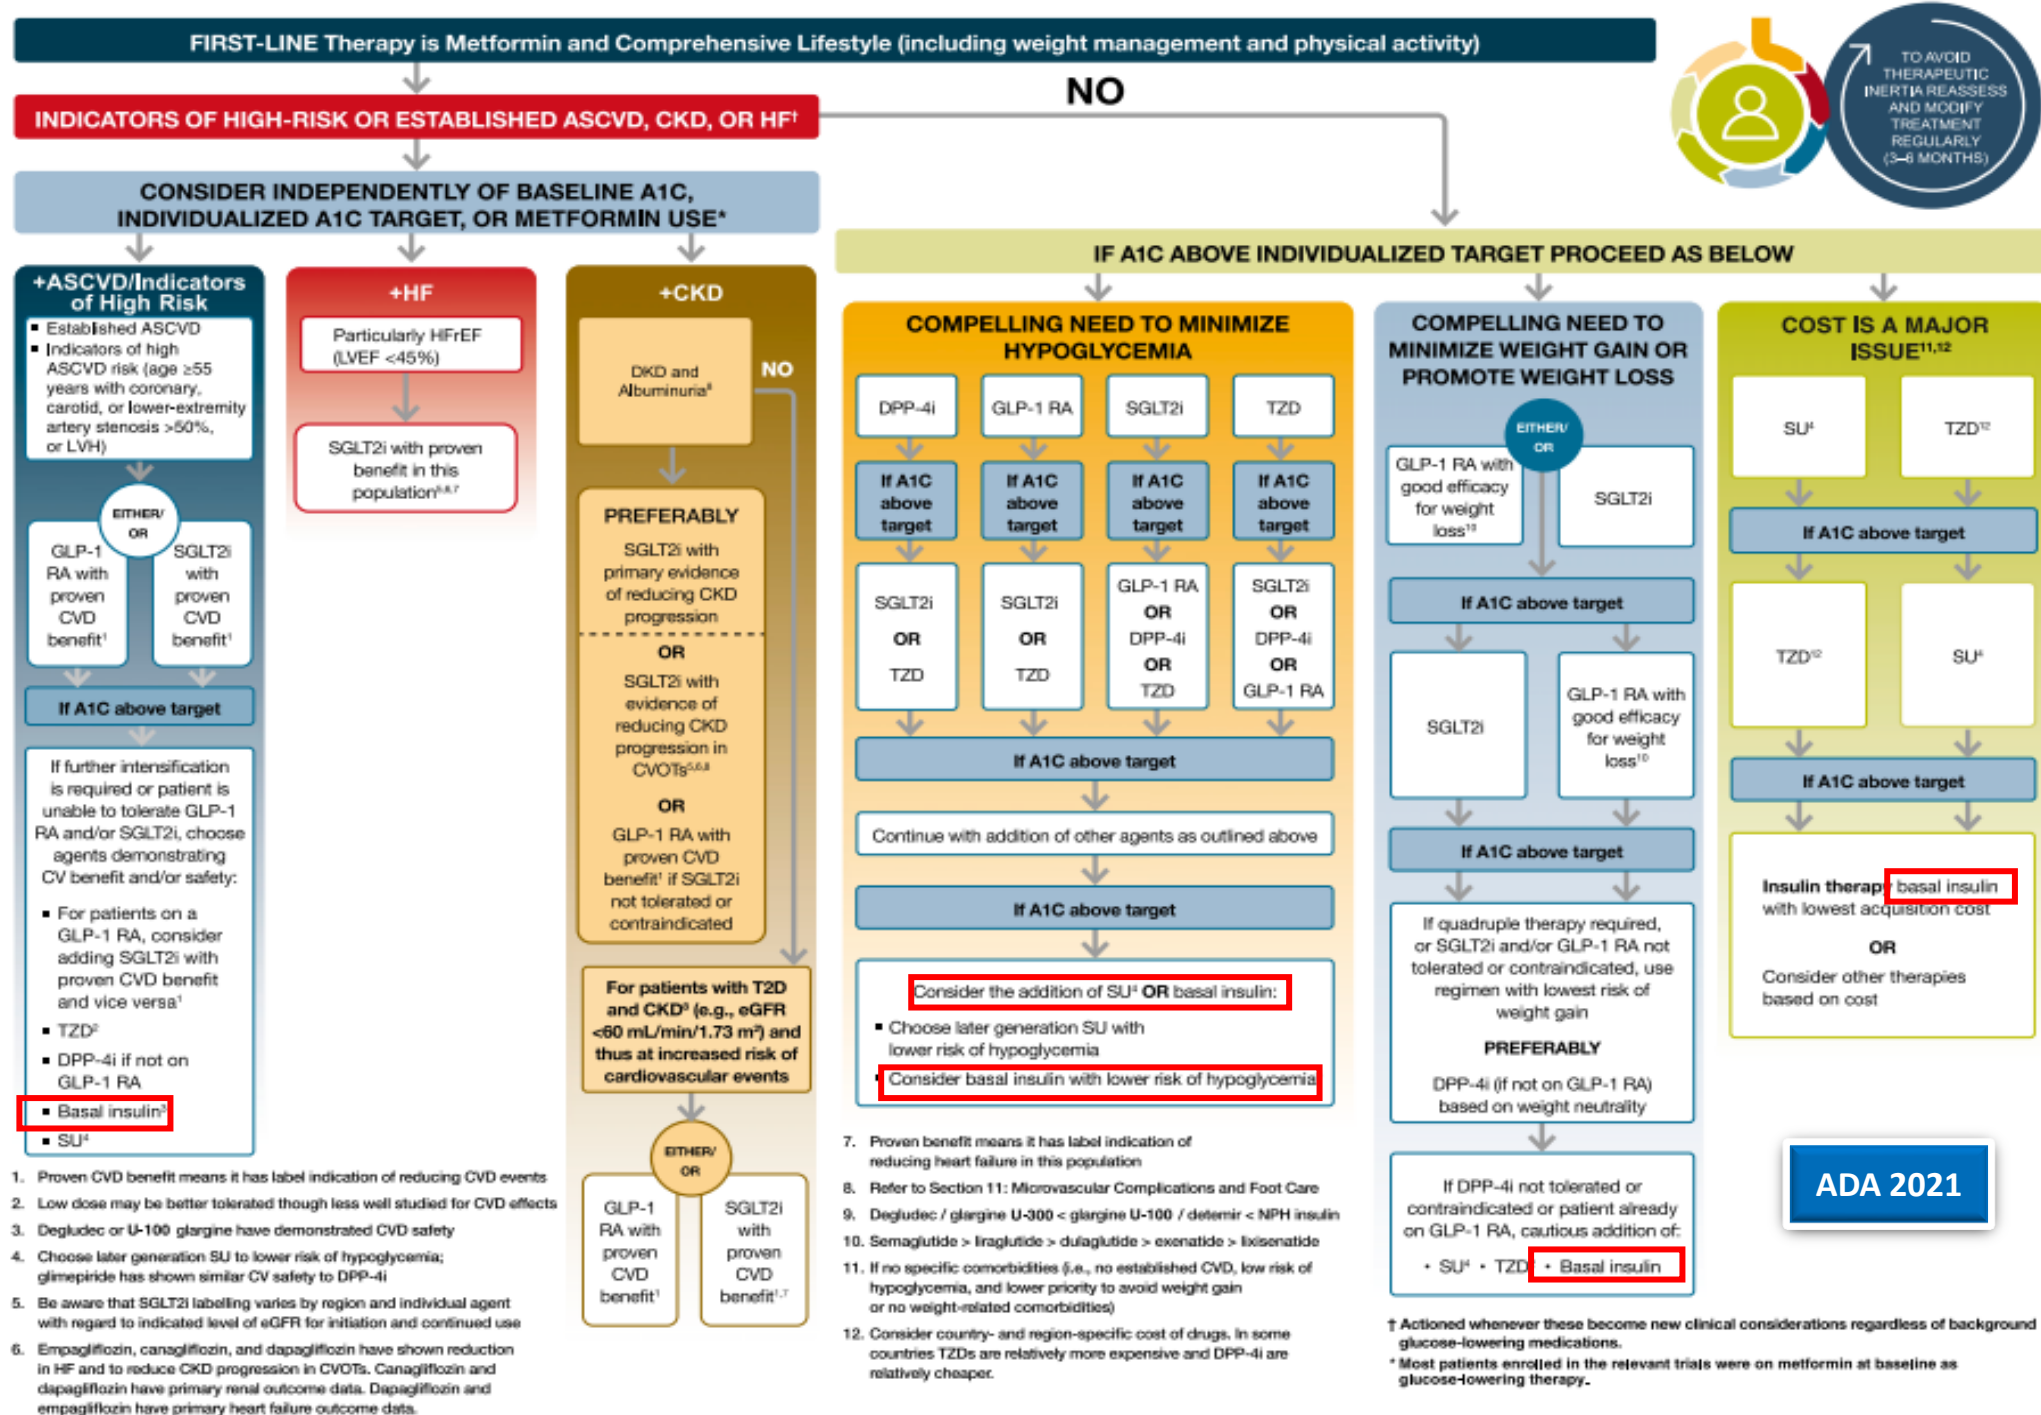 FIRST-LINE Therapy is Metformin and Comprehensive Lifestyle (including weight management and physical activity)
TO AVOID
THERAPEUTIC
INERTIA REASSESS
AND MODIFY
TREATMENT
REGULARLY
(3–6 MONTHS)
NO
INDICATORS OF HIGH-RISK OR ESTABLISHED ASCVD, CKD, OR HF†
CONSIDER INDEPENDENTLY OF BASELINE A1C,
INDIVIDUALIZED A1C TARGET, OR METFORMIN USE*
+ASCVD/Indicators
of High Risk
▪ Established ASCVD
▪ Indicators of high
ASCVD risk (age ≥55
years with coronary,
carotid, or lower-extremity
artery stenosis >50%,
or LVH)
EITHER/
OR
GLP-1
RA with
proven
CVD
benefit¹
SGLT2i
with
proven
CVD
benefit¹
If A1C above target
If further intensification
is required or patient is
unable to tolerate GLP-1
RA and/or SGLT2i, choose
agents demonstrating
CV benefit and/or safety:
▪ For patients on a
GLP-1 RA, consider
adding SGLT2i with
proven CVD benefit
and vice versa¹
▪ TZD²
▪ DPP-4i if not on
GLP-1 RA
▪ Basal insulin³
▪ SU⁴
+HF
Particularly HFrEF
(LVEF <45%)
SGLT2i with proven
benefit in this
population⁵,⁶,⁷
+CKD
DKD and
Albuminuria⁸
NO
PREFERABLY
SGLT2i with
primary evidence
of reducing CKD
progression
OR
SGLT2i with
evidence of
reducing CKD
progression in
CVOTs⁵,⁶,⁸
OR
GLP-1 RA with
proven CVD
benefit¹ if SGLT2i
not tolerated or
contraindicated
For patients with T2D
and CKD⁸ (e.g., eGFR
<60 mL/min/1.73 m²) and
thus at increased risk of
cardiovascular events
EITHER/
OR
GLP-1
RA with
proven
CVD
benefit¹
SGLT2i
with
proven
CVD
benefit¹,⁷
IF A1C ABOVE INDIVIDUALIZED TARGET PROCEED AS BELOW
COMPELLING NEED TO MINIMIZE
HYPOGLYCEMIA
DPP-4i
GLP-1 RA
SGLT2i
TZD
If A1C
above
target
If A1C
above
target
If A1C
above
target
If A1C
above
target
SGLT2i
OR
TZD
SGLT2i
OR
TZD
GLP-1 RA
OR
DPP-4i
OR
TZD
SGLT2i
OR
DPP-4i
OR
GLP-1 RA
If A1C above target
Continue with addition of other agents as outlined above
If A1C above target
Consider the addition of SU⁴ OR basal insulin:
▪ Choose later generation SU with
lower risk of hypoglycemia
▪ Consider basal insulin with lower risk of hypoglycemia
COMPELLING NEED TO
MINIMIZE WEIGHT GAIN OR
PROMOTE WEIGHT LOSS
EITHER/
OR
GLP-1 RA with
good efficacy
for weight
loss¹⁰
SGLT2i
If A1C above target
SGLT2i
GLP-1 RA with
good efficacy
for weight
loss¹⁰
If A1C above target
If quadruple therapy required,
or SGLT2i and/or GLP-1 RA not
tolerated or contraindicated, use
regimen with lowest risk of
weight gain
PREFERABLY
DPP-4i (if not on GLP-1 RA)
based on weight neutrality
If DPP-4i not tolerated or
contraindicated or patient already
on GLP-1 RA, cautious addition of:
• SU⁴ • TZD² • Basal insulin
COST IS A MAJOR
ISSUE¹¹,¹²
SU⁴
TZD¹²
If A1C above target
TZD¹²
SU⁴
If A1C above target
Insulin therapy basal insulin
with lowest acquisition cost
OR
Consider other therapies
based on cost
ADA 2021
1. Proven CVD benefit means it has label indication of reducing CVD events
2. Low dose may be better tolerated though less well studied for CVD effects
3. Degludec or U-100 glargine have demonstrated CVD safety
4. Choose later generation SU to lower risk of hypoglycemia;
glimepiride has shown similar CV safety to DPP-4i
5. Be aware that SGLT2i labelling varies by region and individual agent
with regard to indicated level of eGFR for initiation and continued use
6. Empagliflozin, canagliflozin, and dapagliflozin have shown reduction
in HF and to reduce CKD progression in CVOTs. Canagliflozin and
dapagliflozin have primary renal outcome data. Dapagliflozin and
empagliflozin have primary heart failure outcome data.
7. Proven benefit means it has label indication of
reducing heart failure in this population
8. Refer to Section 11: Microvascular Complications and Foot Care
9. Degludec / glargine U-300 < glargine U-100 / detemir < NPH insulin
10. Semaglutide > liraglutide > dulaglutide > exenatide > lixisenatide
11. If no specific comorbidities (i.e., no established CVD, low risk of
hypoglycemia, and lower priority to avoid weight gain
or no weight-related comorbidities)
12. Consider country- and region-specific cost of drugs. In some
countries TZDs are relatively more expensive and DPP-4i are
relatively cheaper.
† Actioned whenever these become new clinical considerations regardless of background
glucose-lowering medications.
* Most patients enrolled in the relevant trials were on metformin at baseline as
glucose-lowering therapy.